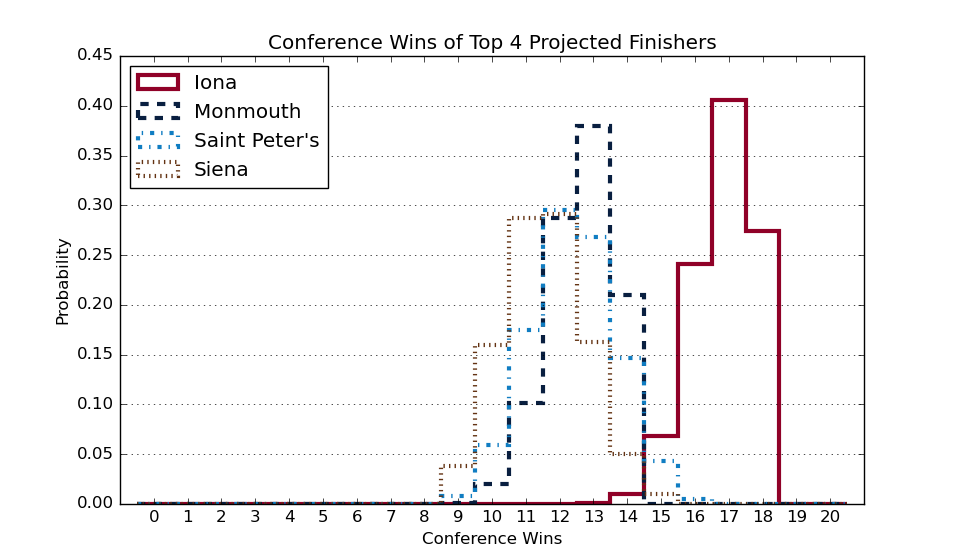 Conference Wins of Top 4 Projected Finishers
Iona
Monmouth
Saint Peter's
Siena
Probability
0.45
0.40
0.35
0.30
0.25
0.20
0.15
0.10
0.05
0.00
0 1 2 3 4 5 6 7 8 9 10 11 12 13 14 15 16 17 18 19 20
Conference Wins